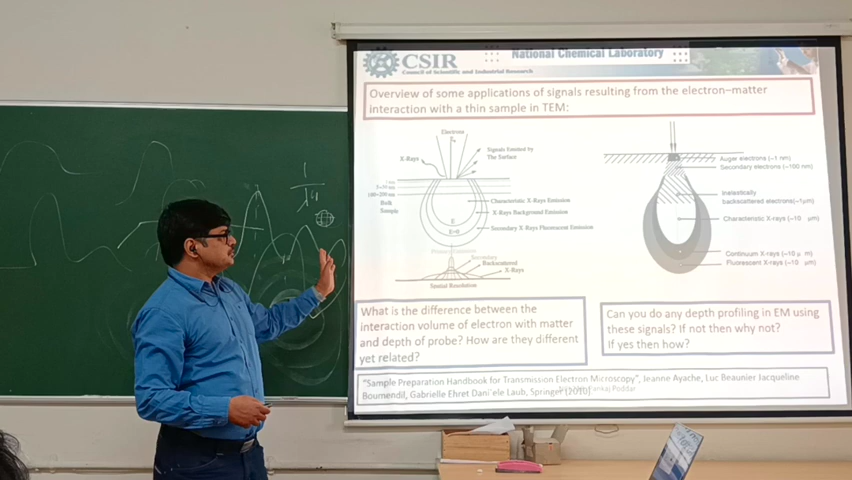 CSIR
Council of Scientific and Industrial Research
National Chemical Laboratory
Overview of some applications of signals resulting from the electron–matter
interaction with a thin sample in TEM:
Electrons
X-Rays
Signals Emitted by
The Surface
Bulk
Sample
Characteristic X-Rays Emission
X-Rays Background Emission
E
E=0
Secondary X Rays Fluorescent Emission
Secondary
Backscattered
X-Rays
Spatial Resolution
Auger electrons (~1 nm)
Secondary electrons (~100 nm)
Inelastically
backscattered electrons(~1μm)
Characteristic X-rays (~10 μm)
Continuum X-rays (~10 μ m)
Fluorescent X-rays (~10 μm)
What is the difference between the
interaction volume of electron with matter
and depth of probe? How are they different
yet related?
Can you do any depth profiling in EM using
these signals? If not then why not?
If yes then how?
"Sample Preparation Handbook for Transmission Electron Microscopy", Jeanne Ayache, Luc Beaunier Jacqueline
Boumendil, Gabrielle Ehret Dani`ele Laub, Springer (2010)
Pankaj Poddar
1